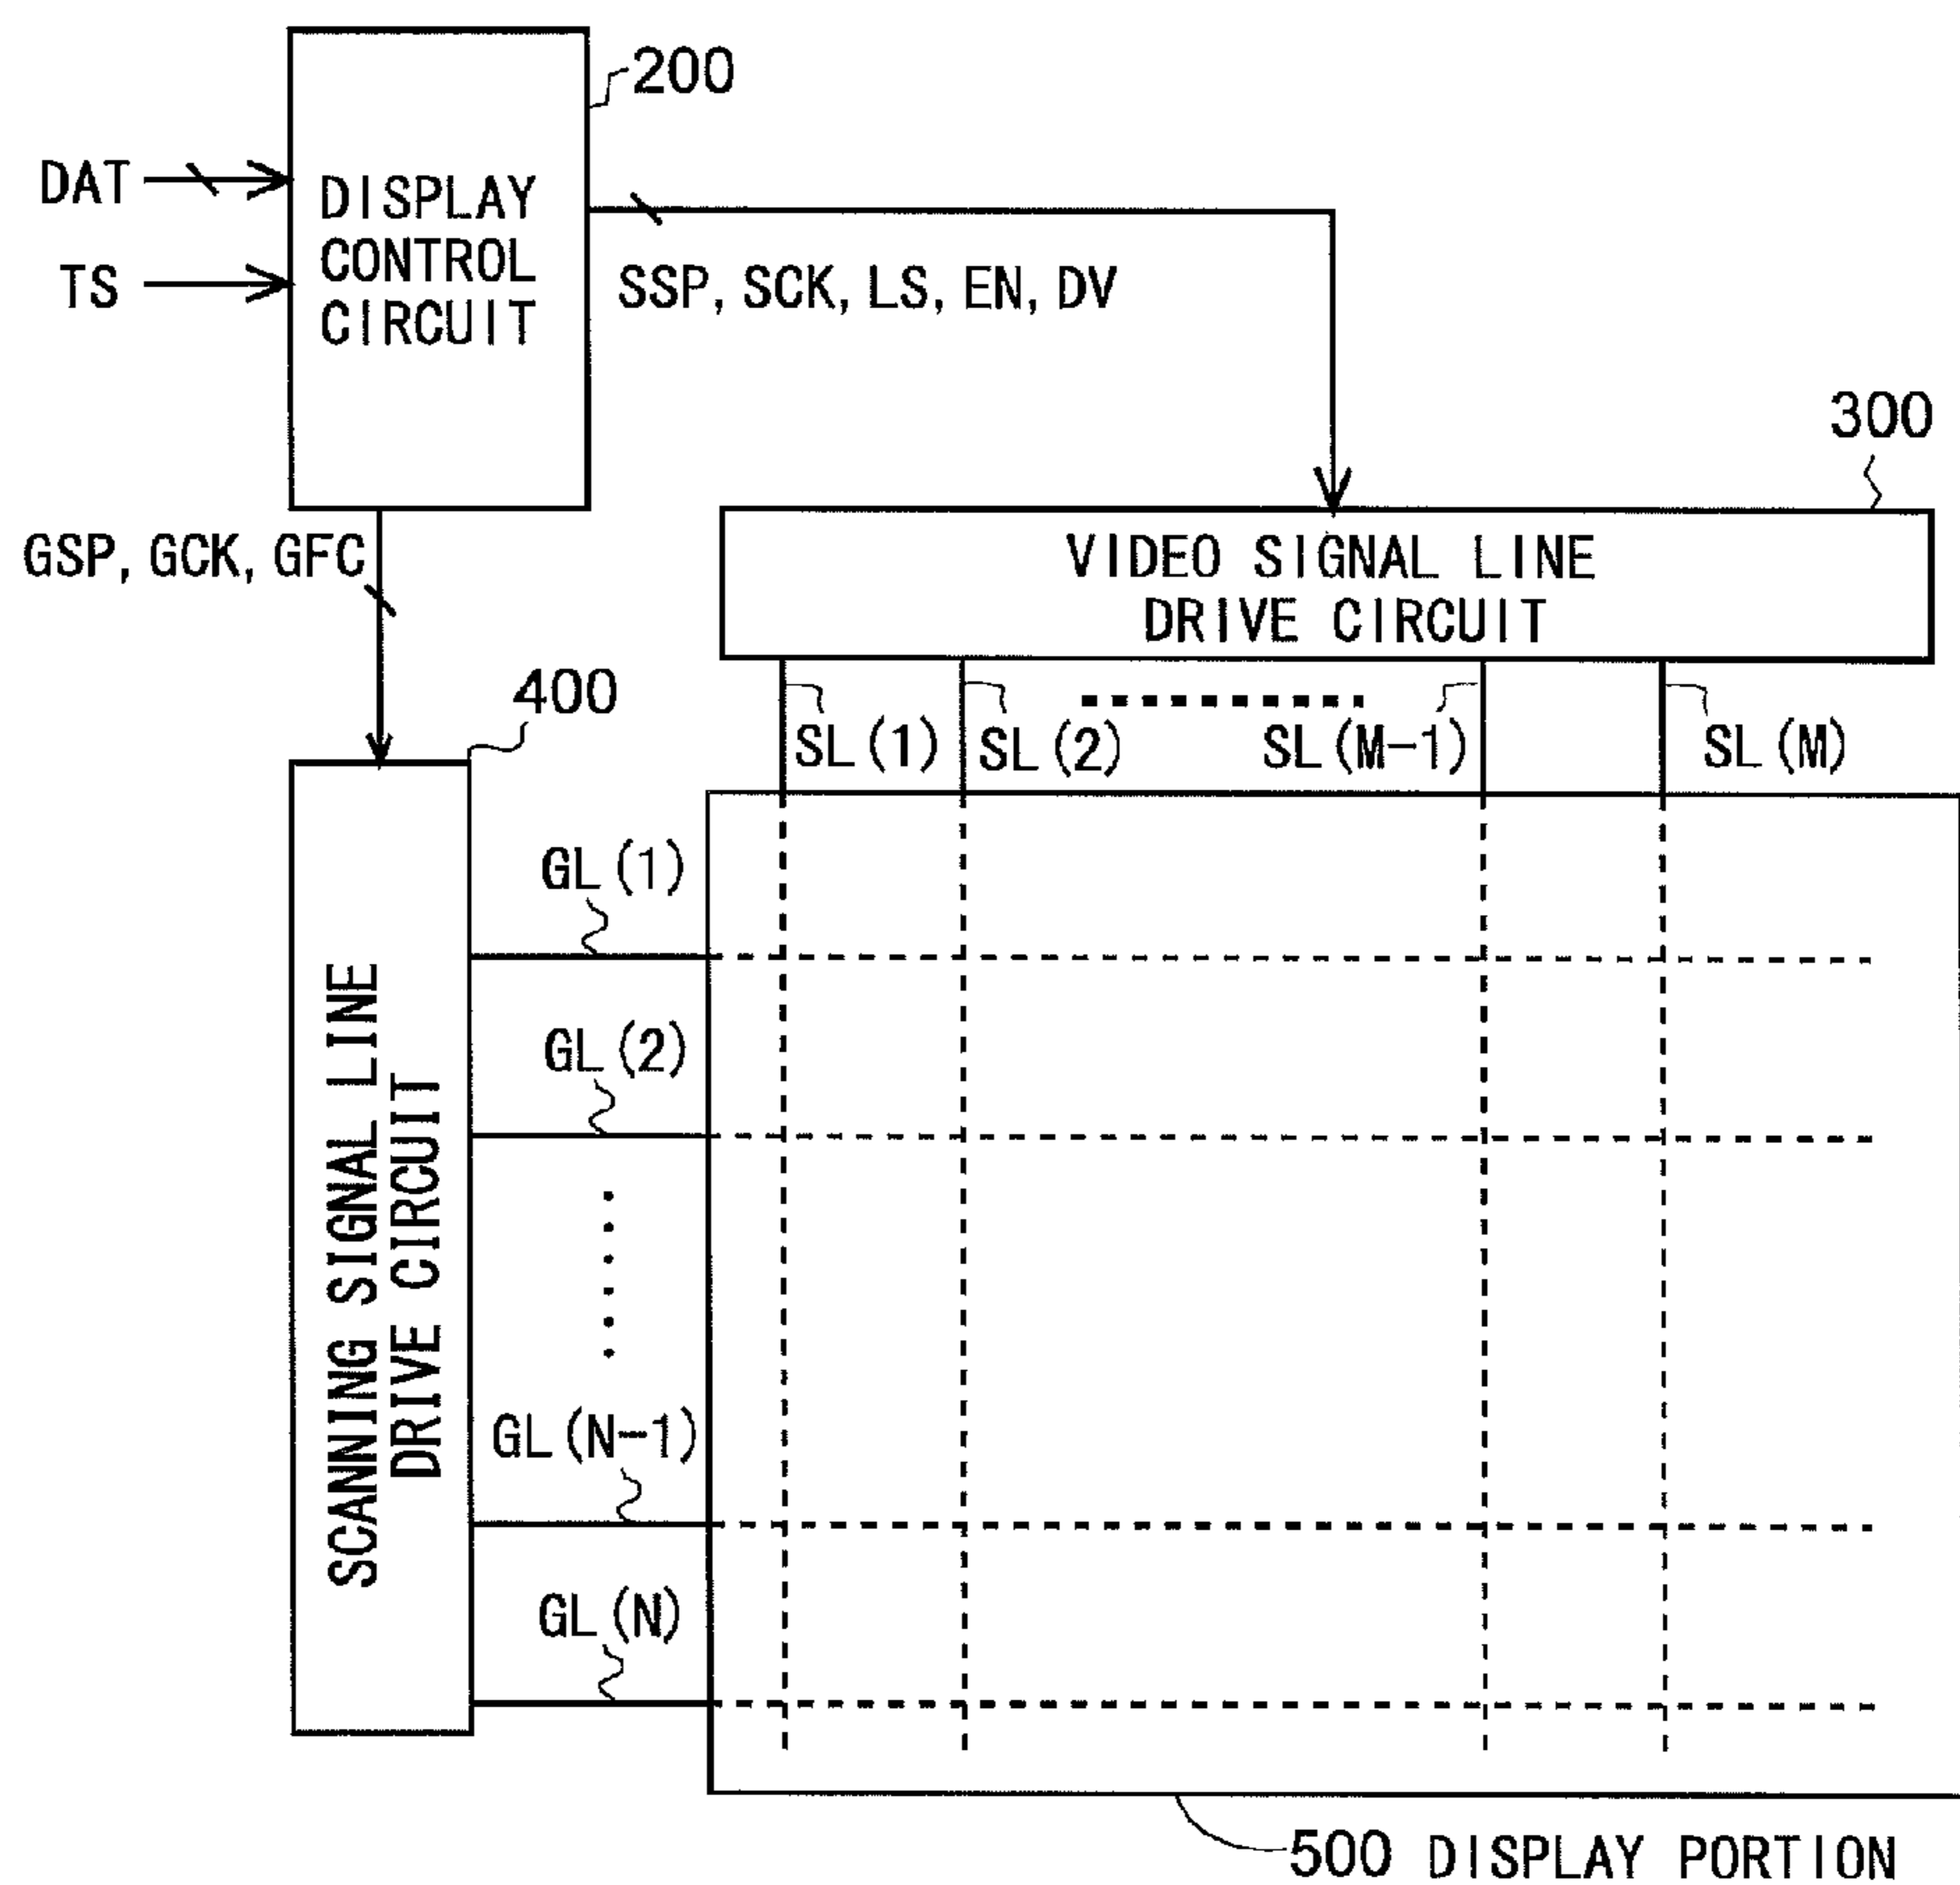 200
DAT
TS
DISPLAY
CONTROL
CIRCUIT
SSP, SCK, LS, EN, DV
300
GSP, GCK, GFC
VIDEO SIGNAL LINE
DRIVE CIRCUIT
400
SL(1)
SL(2)
SL(M-1)
SL(M)
GL(1)
GL(2)
GL(N-1)
GL(N)
SCANNING SIGNAL LINE
DRIVE CIRCUIT
500 DISPLAY PORTION